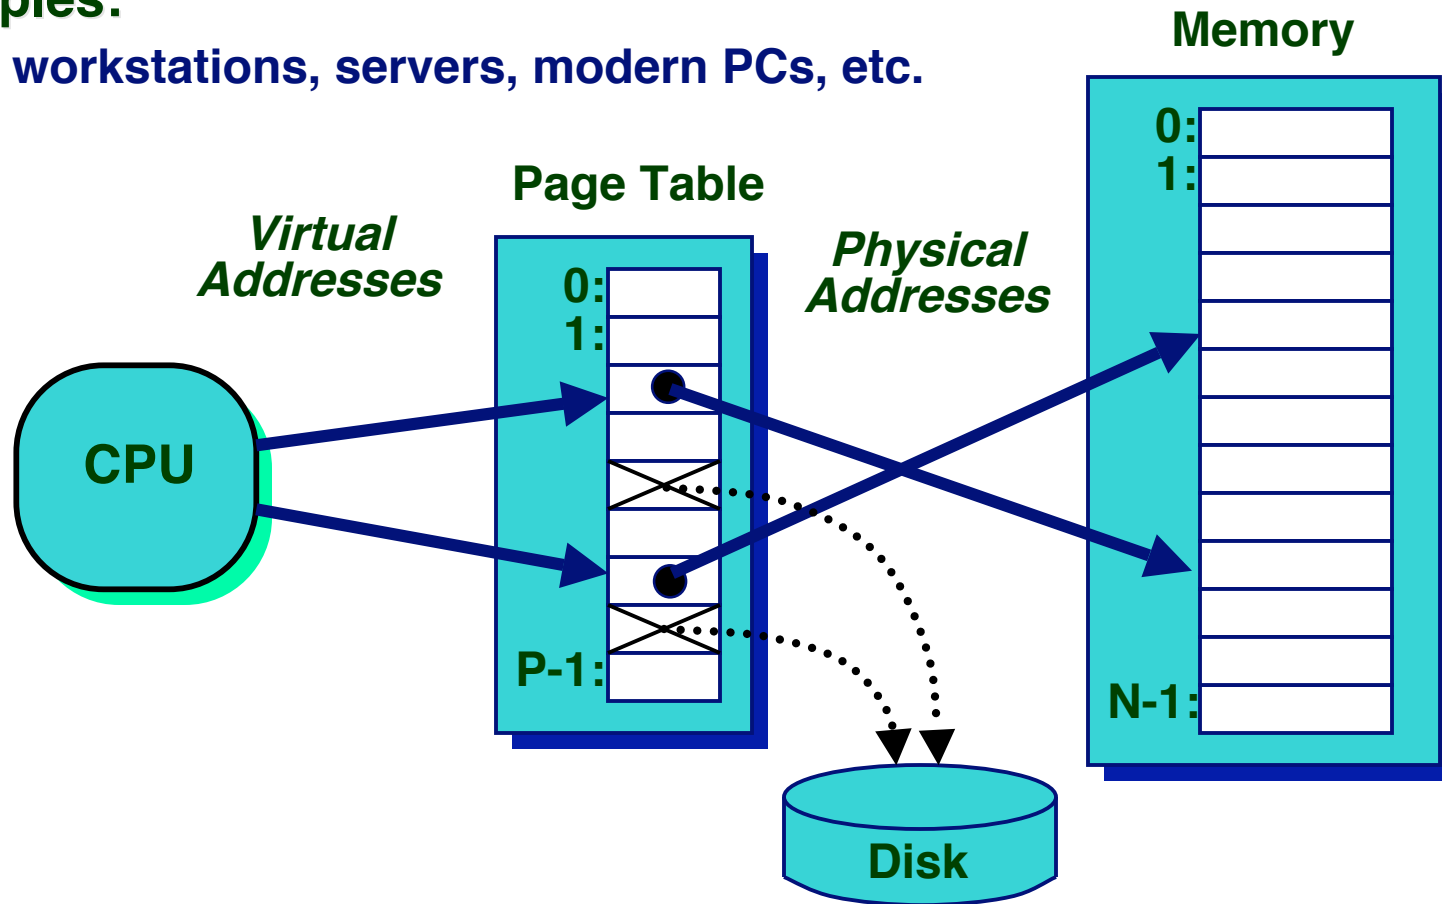 workstations, servers, modern PCs, etc.
Memory
0:
1:
N-1:
Page Table
0:
1:
P-1:
Virtual
Addresses
Physical
Addresses
CPU
Disk